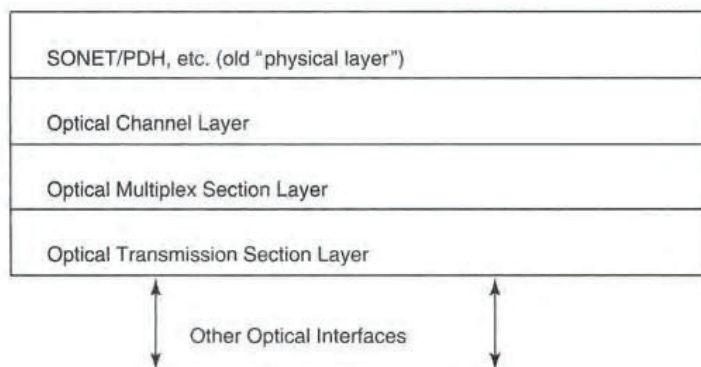 SONET/PDH, etc. (old “physical layer”)
Optical Channel Layer
Optical Multiplex Section Layer
Optical Transmission Section Layer
Other Optical Interfaces